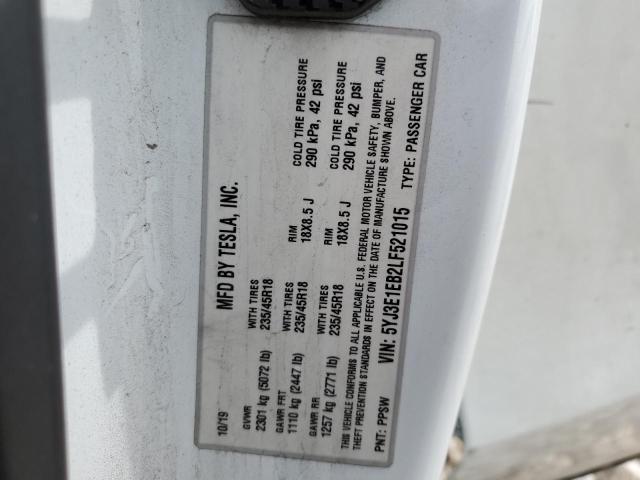 MFD BY TESLA, INC.
10/19
GVWR WITH TIRES RIM COLD TIRE PRESSURE
2301 kg (5072 lb) 235/45R18 18X8.5 J 290 kPa, 42 psi
GAWR FRT WITH TIRES
1110 kg (2447 lb) 235/45R18
GAWR RR WITH TIRES RIM COLD TIRE PRESSURE
1257 kg (2771 lb) 235/45R18 18X8.5 J 290 kPa, 42 psi
THIS VEHICLE CONFORMS TO ALL APPLICABLE U.S. FEDERAL MOTOR VEHICLE SAFETY, BUMPER, AND
THEFT PREVENTION STANDARDS IN EFFECT ON THE DATE OF MANUFACTURE SHOWN ABOVE.
PNT: PPSW VIN: 5YJ3E1EB2LF521015 TYPE: PASSENGER CAR